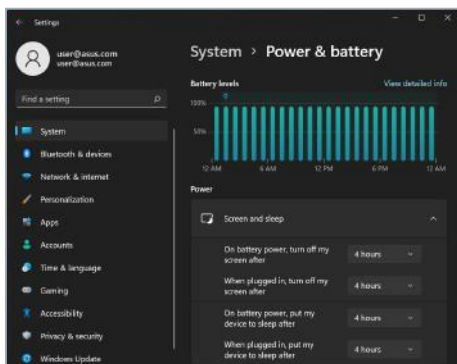 Settings
user@asus.com
user@asus.com
Find a setting
System
Bluetooth & devices
Network & internet
Personalization
Apps
Accounts
Time & language
Gaming
Accessibility
Privacy & security
Windows Update
System > Power & battery
Battery levels
View detailed info
100%
50%
12 AM
6 AM
12 PM
6 PM
12 AM
Power
Screen and sleep
On battery power, turn off my
screen after
4 hours
When plugged in, turn off my
screen after
4 hours
On battery power, put my
device to sleep after
4 hours
When plugged in, put my
device to sleep after
4 hours